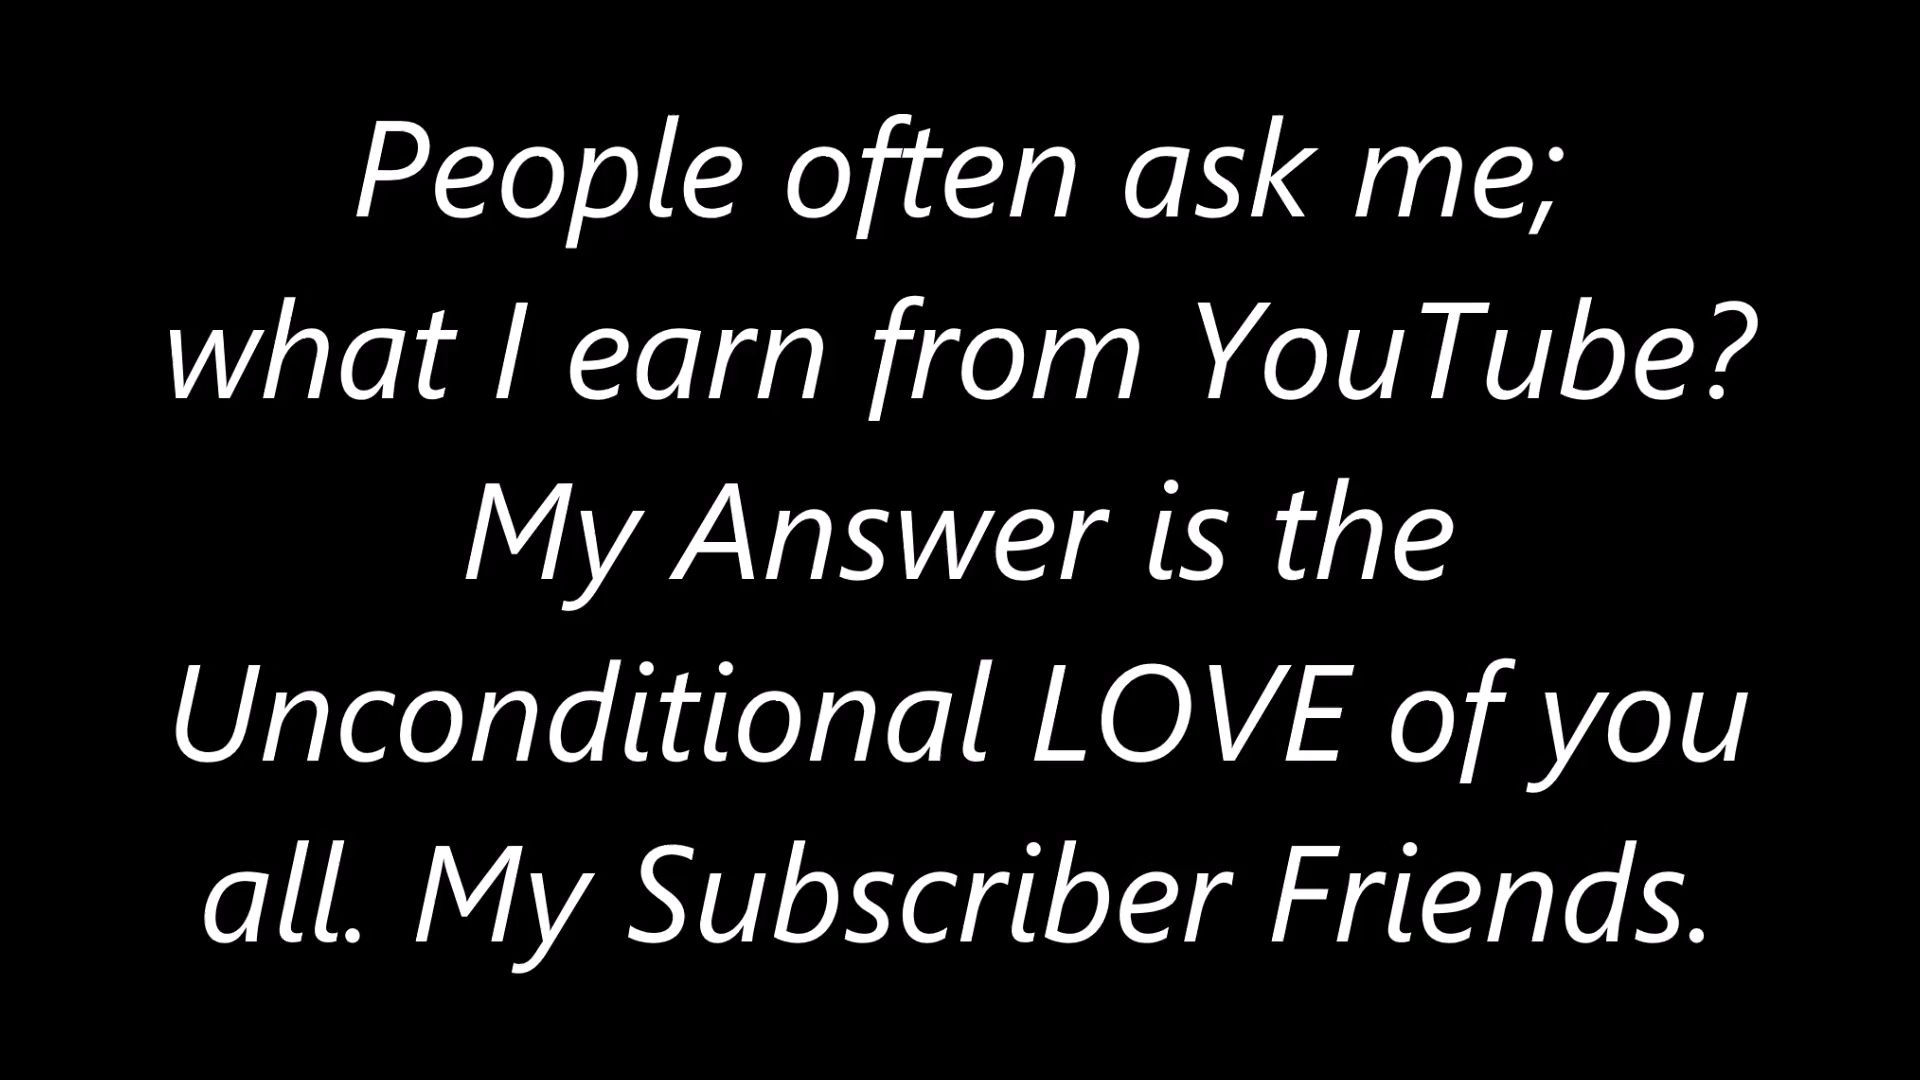 People often ask me;
what I earn from YouTube?
My Answer is the
Unconditional LOVE of you
all. My Subscriber Friends.